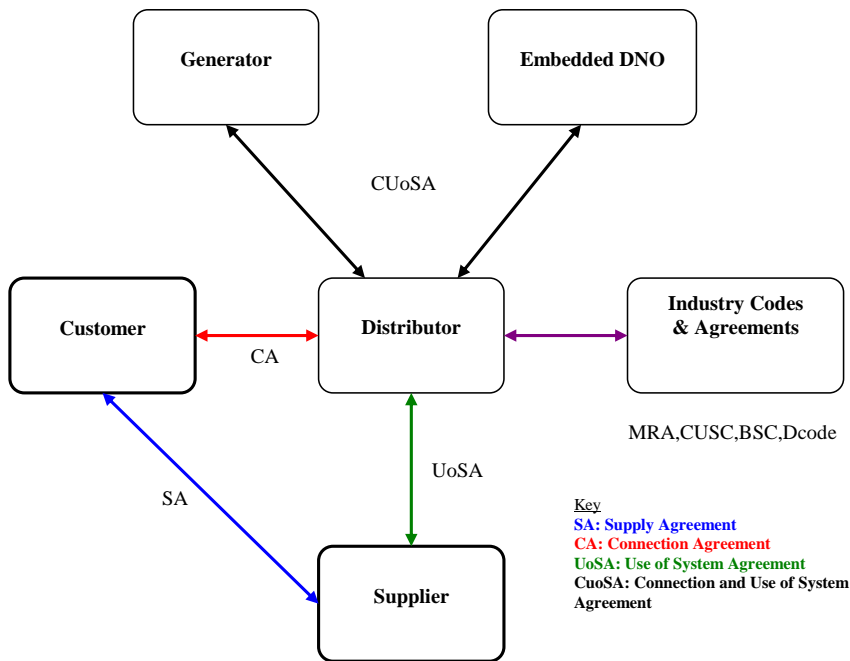 Generator
Embedded DNO
CUoSA
Customer
Distributor
Industry Codes
& Agreements
CA
MRA,CUSC,BSC,Dcode
UoSA
SA
Supplier
Key
SA: Supply Agreement
CA: Connection Agreement
UoSA: Use of System Agreement
CuoSA: Connection and Use of System
Agreement